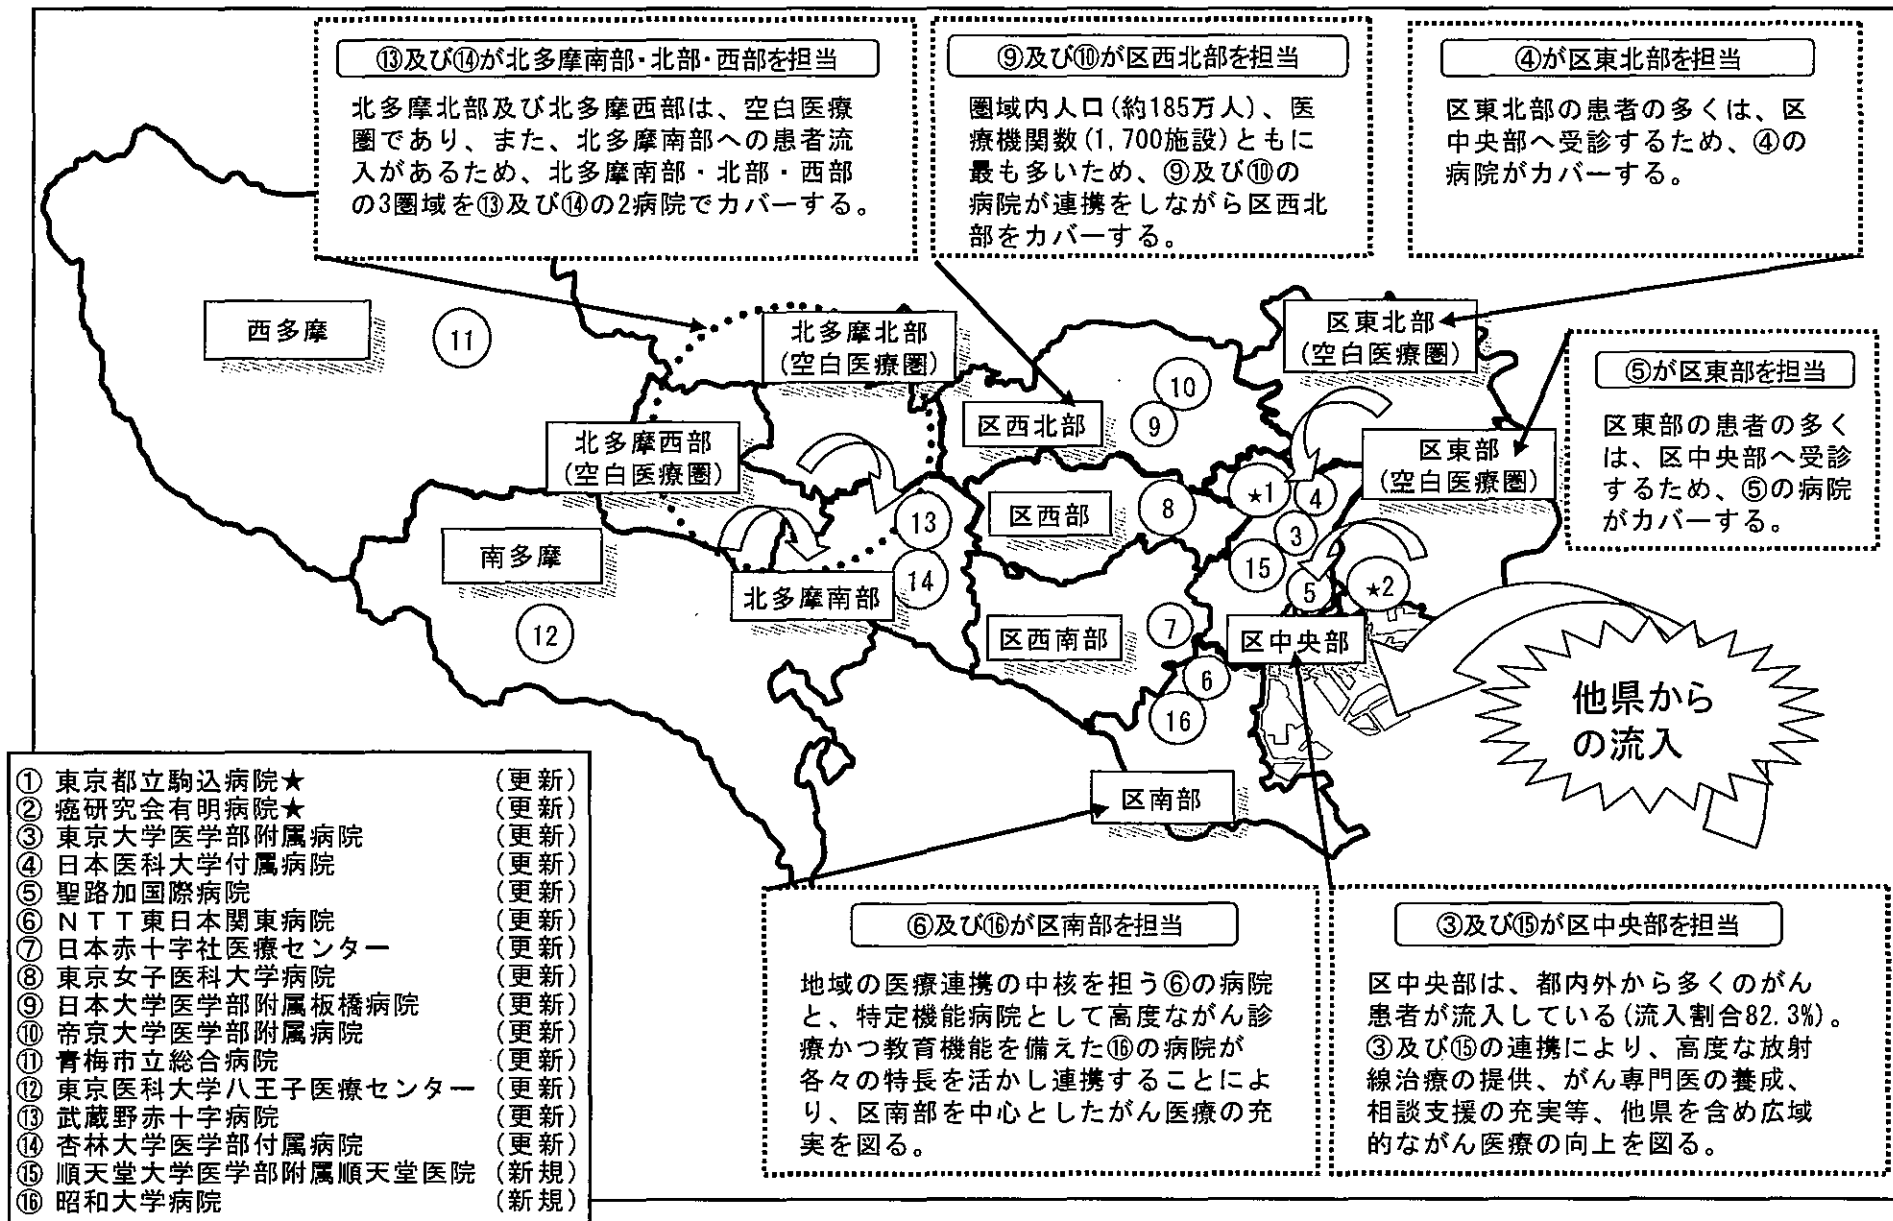 ⑬及び⑭が北多摩南部・北部・西部を担当
北多摩北部及び北多摩西部は、空白医療
圏であり、また、北多摩南部への患者流
入があるため、北多摩南部・北部・西部
の3圏域を⑬及び⑭の2病院でカバーする。
⑨及び⑩が区西北部を担当
圏域内人口(約185万人)、医
療機関数(1,700施設)ともに
最も多いため、⑨及び⑩の
病院が連携をしながら区西北
部をカバーする。
④が区東北部を担当
区東北部の患者の多くは、区
中央部へ受診するため、④の
病院がカバーする。
⑤が区東部を担当
区東部の患者の多く
は、区中央部へ受診
するため、⑤の病院
がカバーする。
西多摩
⑪
北多摩北部
(空白医療圏)
区東北部
(空白医療圏)
⑩
⑨
区西北部
北多摩西部
(空白医療圏)
区東部
(空白医療圏)
★1
④
⑧
区西部
⑬
③
南多摩
⑮
⑭
⑤
★2
北多摩南部
⑫
区西南部
⑦
区中央部
⑥
⑯
区南部
他県から
の流入
① 東京都立駒込病院★ (更新)
② 癌研究会有明病院★ (更新)
③ 東京大学医学部附属病院 (更新)
④ 日本医科大学付属病院 (更新)
⑤ 聖路加国際病院 (更新)
⑥ NTT東日本関東病院 (更新)
⑦ 日本赤十字社医療センター (更新)
⑧ 東京女子医科大学病院 (更新)
⑨ 日本大学医学部附属板橋病院 (更新)
⑩ 帝京大学医学部附属病院 (更新)
⑪ 青梅市立総合病院 (更新)
⑫ 東京医科大学八王子医療センター (更新)
⑬ 武蔵野赤十字病院 (更新)
⑭ 杏林大学医学部付属病院 (更新)
⑮ 順天堂大学医学部附属順天堂医院 (新規)
⑯ 昭和大学病院 (新規)
⑥及び⑯が区南部を担当
地域の医療連携の中核を担う⑥の病院
と、特定機能病院として高度ながん診
療かつ教育機能を備えた⑯の病院が
各々の特長を活かし連携することによ
り、区南部を中心としたがん医療の充
実を図る。
③及び⑮が区中央部を担当
区中央部は、都内外から多くのがん
患者が流入している(流入割合82.3%)。
③及び⑮の連携により、高度な放射
線治療の提供、がん専門医の養成、
相談支援の充実等、他県を含め広域
的ながん医療の向上を図る。